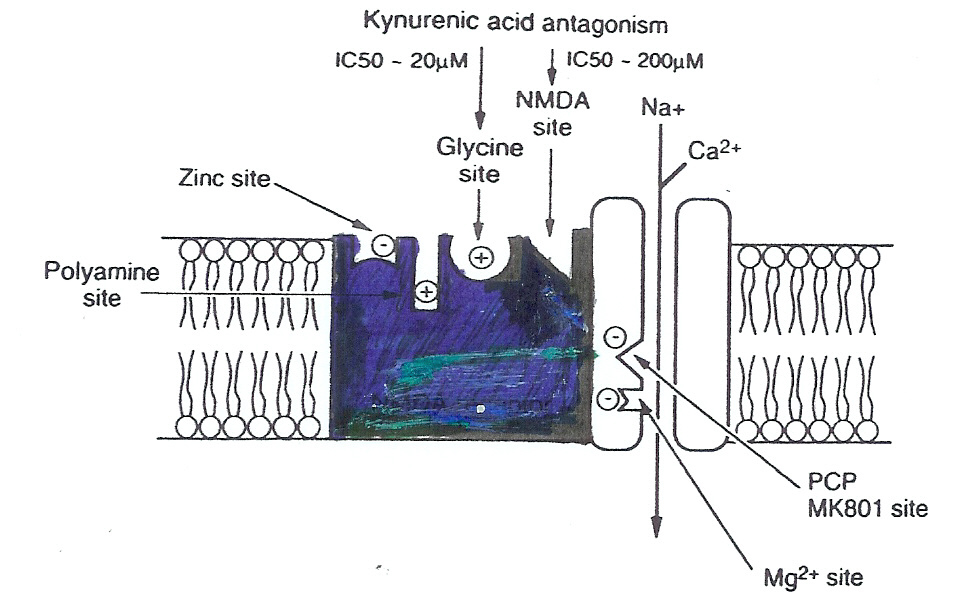 Kynurenic acid antagonism
IC50 ~ 20μM
IC50 ~ 200μM
NMDA
site
Na+
Glycine
site
Ca²⁺
Zinc site
-
+
Polyamine
site
+
-
-
PCP
MK801 site
Mg²⁺ site